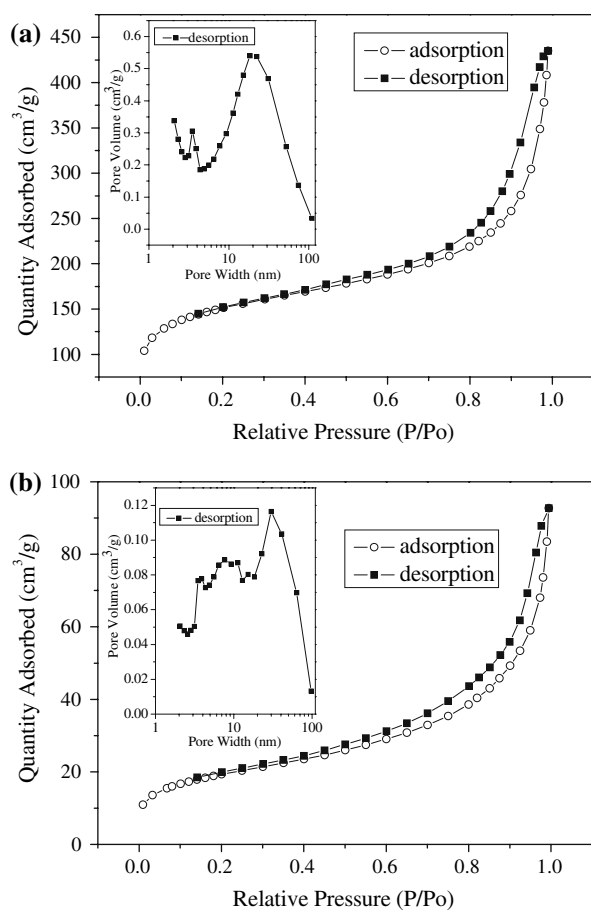 (a)
desorption
adsorption
desorption
Quantity Adsorbed (cm³/g)
450
400
350
300
250
200
150
100
Pore Volume (cm³/g)
0.6
0.5
0.4
0.3
0.2
0.1
0.0
1 10 100
Pore Width (nm)
0.0 0.2 0.4 0.6 0.8 1.0
Relative Pressure (P/Po)
(b)
desorption
adsorption
desorption
Quantity Adsorbed (cm³/g)
100
80
60
40
20
0
Pore Volume (cm³/g)
0.12
0.10
0.08
0.06
0.04
0.02
0.00
1 10 100
Pore Width (nm)
0.0 0.2 0.4 0.6 0.8 1.0
Relative Pressure (P/Po)